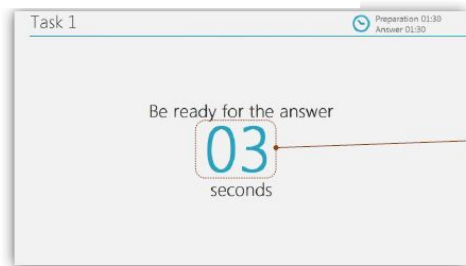 Task 1
Preparation 01:30
Answer 01:30
Be ready for the answer
03
seconds